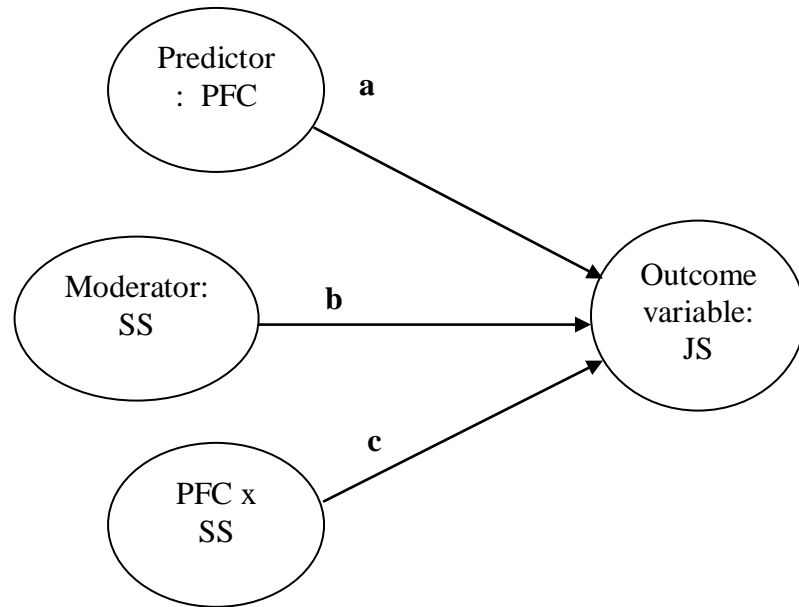 Predictor
: PFC
a
Moderator:
SS
b
Outcome
variable:
JS
c
PFC x
SS